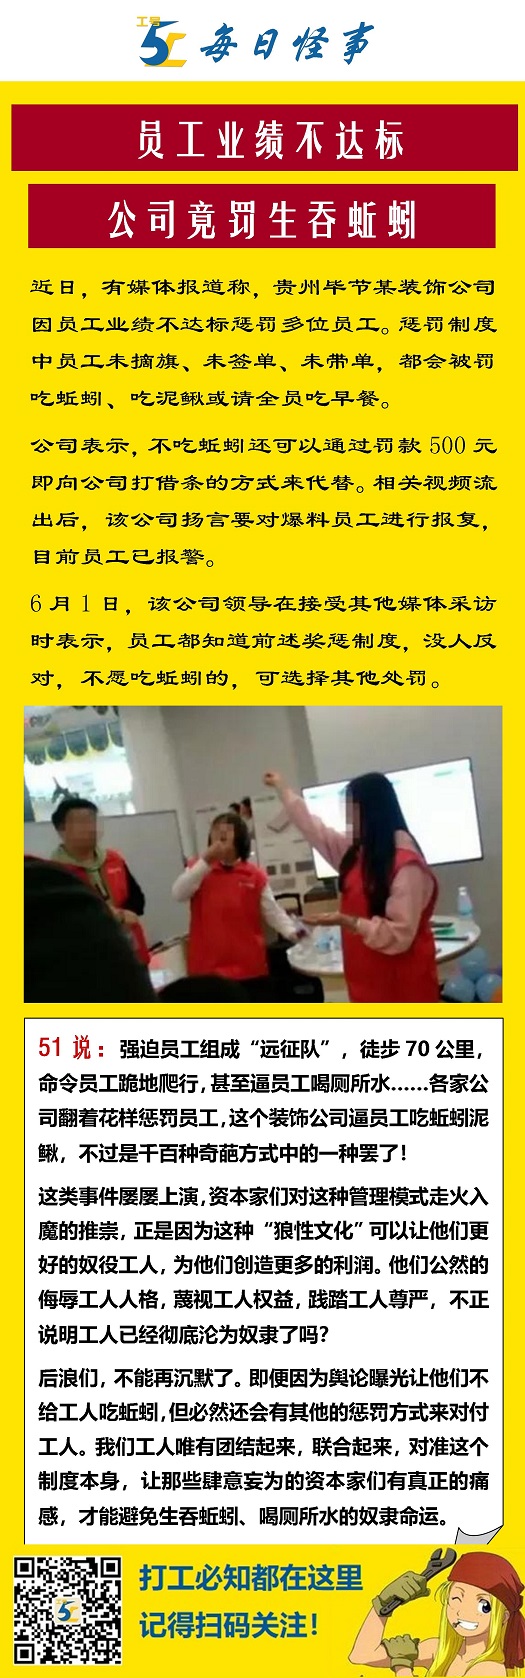 工号
51
每日怪事
员工业绩不达标
公司竟罚生吞蚯蚓
近日，有媒体报道称，贵州毕节某装饰公司
因员工业绩不达标惩罚多位员工。惩罚制度
中员工未摘旗、未签单、未带单，都会被罚
吃蚯蚓、吃泥鳅或请全员吃早餐。
公司表示，不吃蚯蚓还可以通过罚款 500 元
即向公司打借条的方式来代替。相关视频流
出后，该公司扬言要对爆料员工进行报复，
目前员工已报警。
6 月 1 日，该公司领导在接受其他媒体采访
时表示，员工都知道前述奖惩制度，没人反
对，不愿吃蚯蚓的，可选择其他处罚。
51 说：强迫员工组成“远征队”，徒步 70 公里，
命令员工跪地爬行，甚至逼员工喝厕所水……各家公
司翻着花样惩罚员工，这个装饰公司逼员工吃蚯蚓泥
鳅，不过是千百种奇葩方式中的一种罢了！
这类事件屡屡上演，资本家们对这种管理模式走火入
魔的推崇，正是因为这种“狼性文化”可以让他们更
好的奴役工人，为他们创造更多的利润。他们公然的
侮辱工人人格，蔑视工人权益，践踏工人尊严，不正
说明工人已经彻底沦为奴隶了吗？
后浪们，不能再沉默了。即便因为舆论曝光让他们不
给工人吃蚯蚓，但必然还会有其他的惩罚方式来对付
工人。我们工人唯有团结起来，联合起来，对准这个
制度本身，让那些肆意妄为的资本家们有真正的痛
感，才能避免生吞蚯蚓、喝厕所水的奴隶命运。
打工必知都在这里
记得扫码关注！